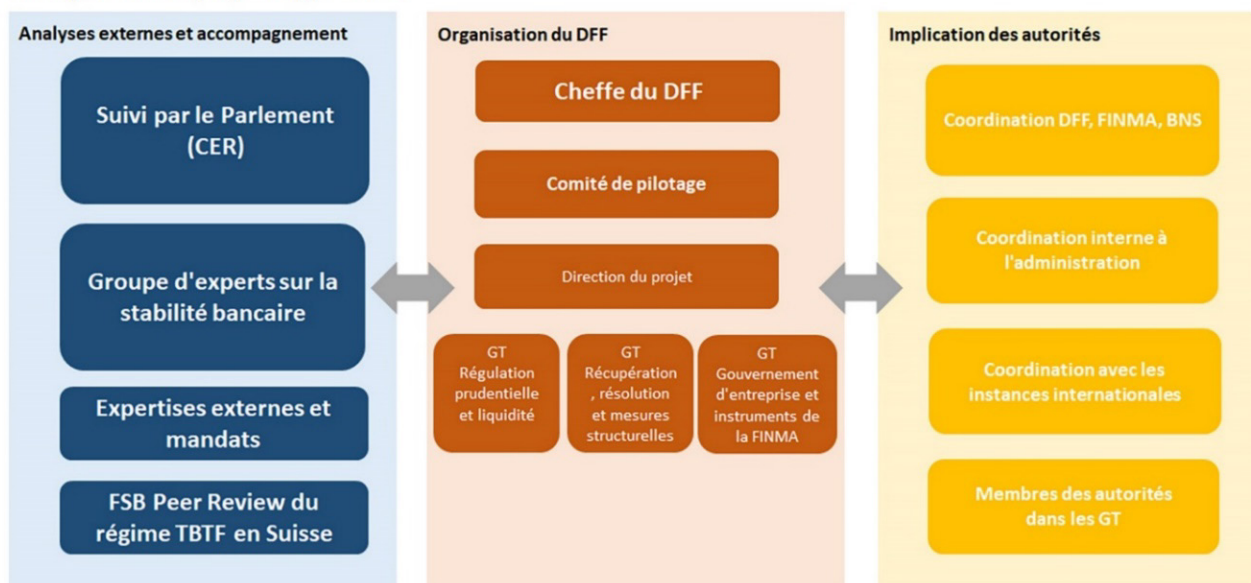 Analyses externes et accompagnement
Suivi par le Parlement
(CER)
Groupe d'experts sur la
stabilité bancaire
Expertises externes et
mandats
FSB Peer Review du
régime TBTF en Suisse
Organisation du DFF
Cheffe du DFF
Comité de pilotage
Direction du projet
GT
Régulation
prudentielle
et liquidité
GT
Récupération
, résolution
et mesures
structurelles
GT
Gouvernement
d'entreprise et
instruments de
la FINMA
Implication des autorités
Coordination DFF, FINMA, BNS
Coordination interne à
l'administration
Coordination avec les
instances internationales
Membres des autorités
dans les GT